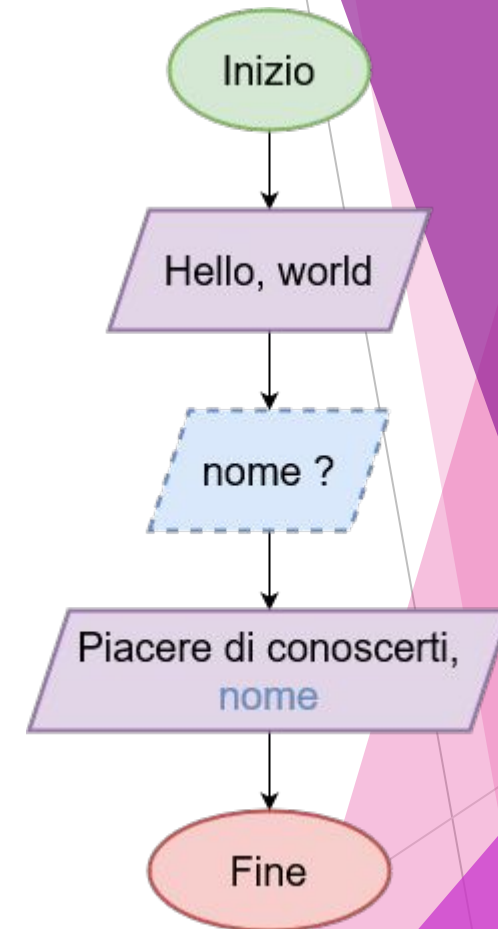 Inizio
Hello, world
nome ?
Piacere di conoscerti,
nome
Fine